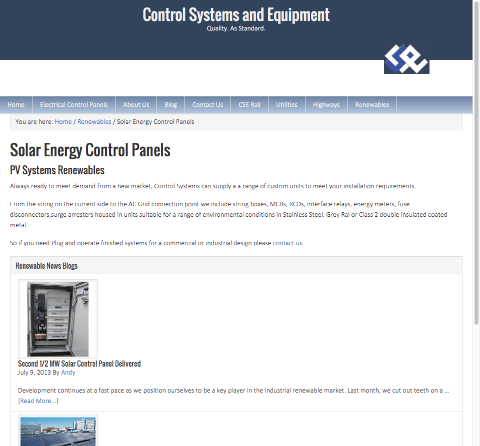 Control Systems and Equipment
Quality. As Standard.
Home Electrical Control Panels About Us Blog Contact Us CSE Rail Utilities Highways Renewables
You are here: Home / Renewables / Solar Energy Control Panels
Solar Energy Control Panels
PV Systems Renewables
Always ready to meet demand from a new market, Control Systems can supply a a range of custom units to meet your installation requirements.
From the string on the current side to the AC Grid connection point we include string boxes, MCBs, RCDs, interface relays, energy meters, fuse
disconnectors,surge arresters housed in units suitable for a range of environmental conditions in Stainless Steel, Grey Ral or Class 2 double insulated coated
metal.
So if you need Plug and operate finished systems for a commercial or industrial design please contact us.
Renewable News Blogs
Second 1/2 MW Solar Control Panel Delivered
July 9, 2013 By Andy
Development continues at a fast pace as we position ourselves to be a key player in the industrial renewable market. Last month, we cut out teeth on a ...
[Read More...]